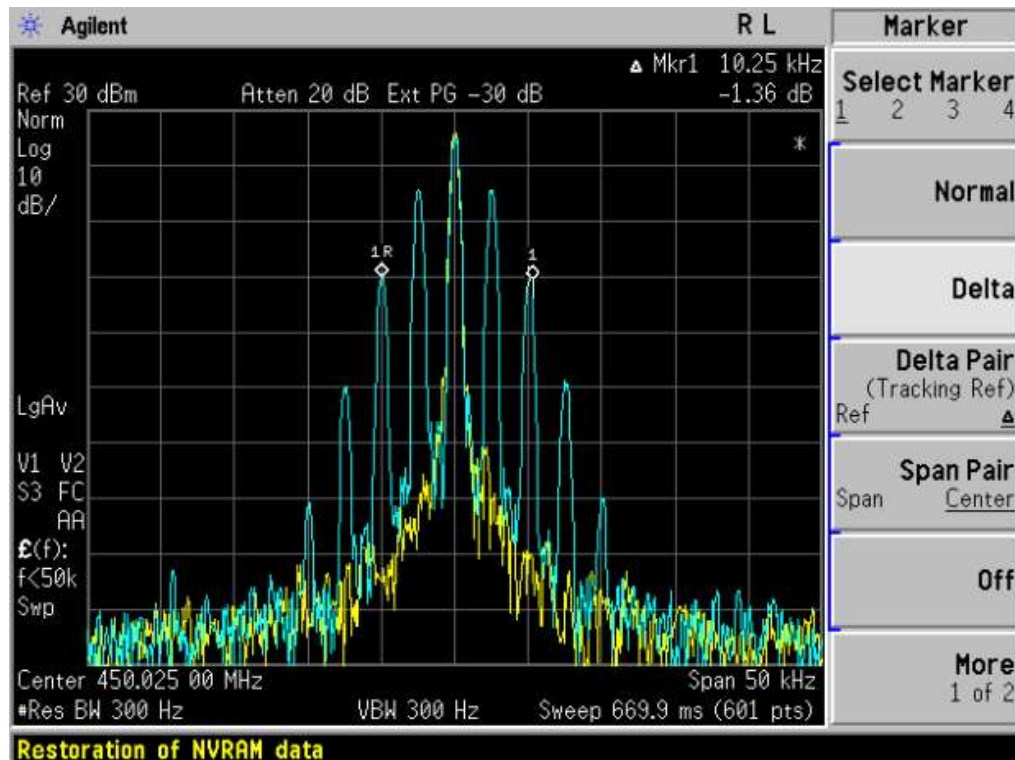 Agilent R L Marker
▵ Mkr1 10.25 kHz
Ref 30 dBm Atten 20 dB Ext PG -30 dB -1.36 dB
Norm
Log
10
dB/
*
1R
1
LgAv
V1 V2
S3 FC
AA
£(f):
f<50k
Swp
Center 450.025 00 MHz Span 50 kHz
#Res BW 300 Hz VBW 300 Hz Sweep 669.9 ms (601 pts)
Restoration of NVRAM data
Select Marker
1 2 3 4
Normal
Delta
Delta Pair
(Tracking Ref)
Ref ▵
Span Pair
Span Center
Off
More
1 of 2